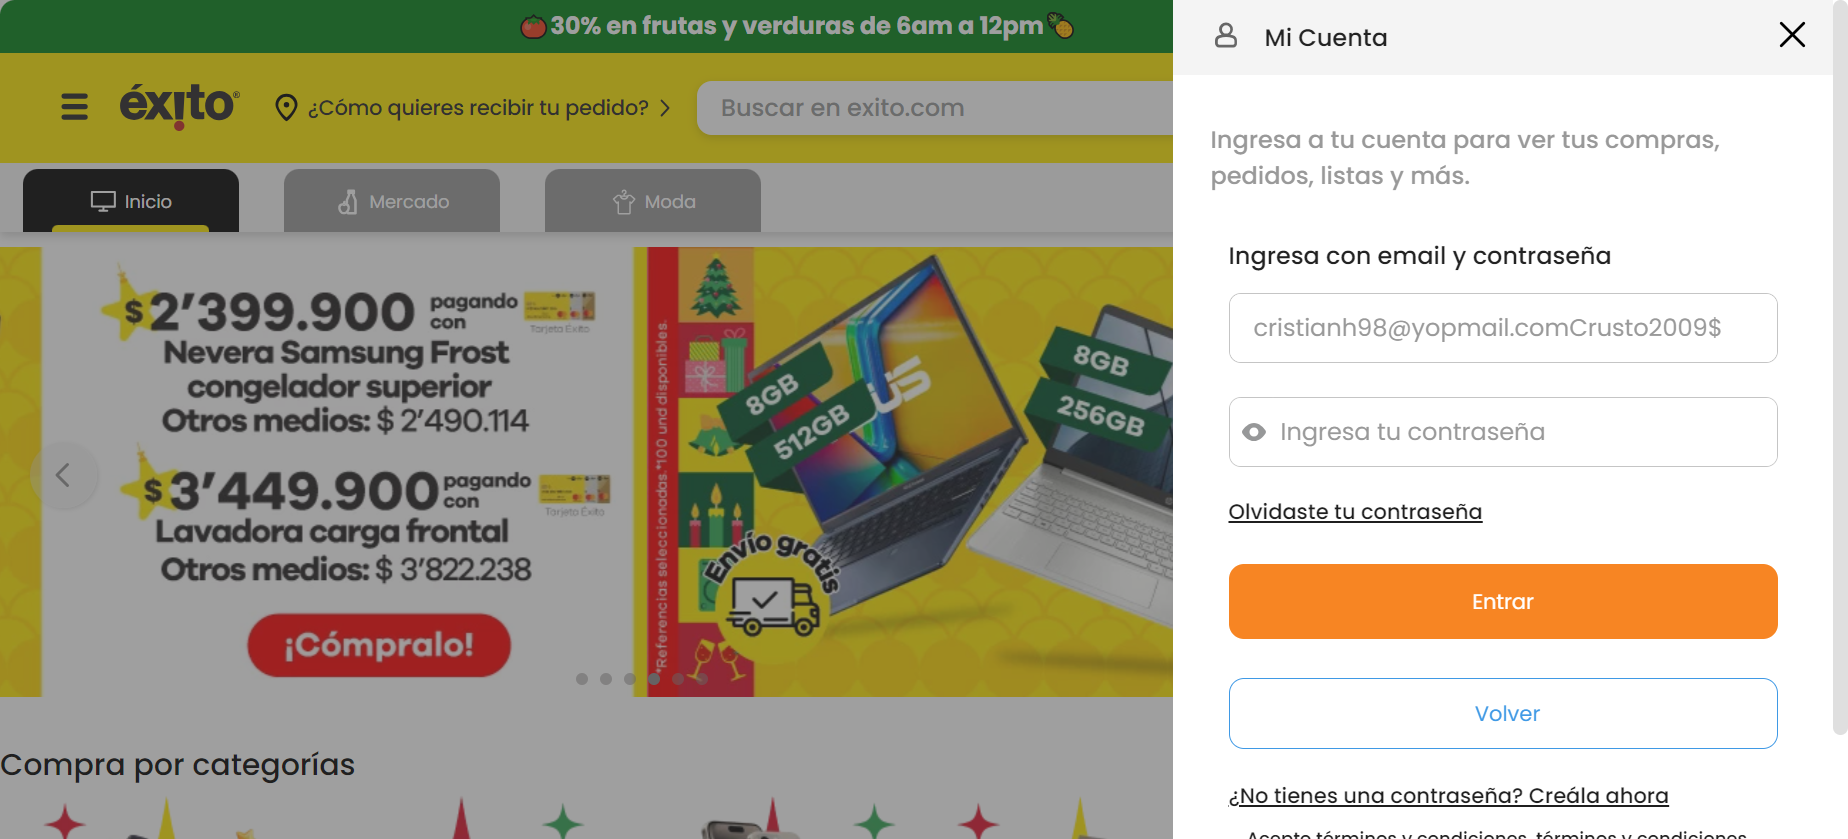 30% en frutas y verduras de 6am a 12pm
éxito
¿Cómo quieres recibir tu pedido?
Buscar en exito.com
Inicio
Mercado
Moda
$2’399.900 pagando con
Tarjeta Éxito
Nevera Samsung Frost
congelador superior
Otros medios: $ 2’490.114
$3’449.900 pagando con
Tarjeta Éxito
Lavadora carga frontal
Otros medios: $ 3’822.238
¡Cómpralo!
*Referencias seleccionadas.*100 und disponibles.
8GB
512GB
8GB
256GB
Envío gratis
Compra por categorías
Mi Cuenta
Ingresa a tu cuenta para ver tus compras,
pedidos, listas y más.
Ingresa con email y contraseña
cristianh98@yopmail.comCrusto2009$
Ingresa tu contraseña
Olvidaste tu contraseña
Entrar
Volver
¿No tienes una contraseña? Creála ahora
Acepto términos y condiciones, términos y condiciones